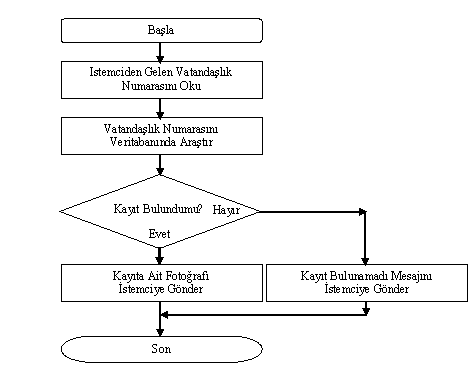 Başla
İstemciden Gelen Vatandaşlık
Numarasını Oku
Vatandaşlık Numarasını
Veritabanında Araştır
Kayıt Bulundumu? Hayır
Evet
Kayıta Ait Fotoğrafı
İstemciye Gönder
Kayıt Bulunamadı Mesajını
İstemciye Gönder
Son